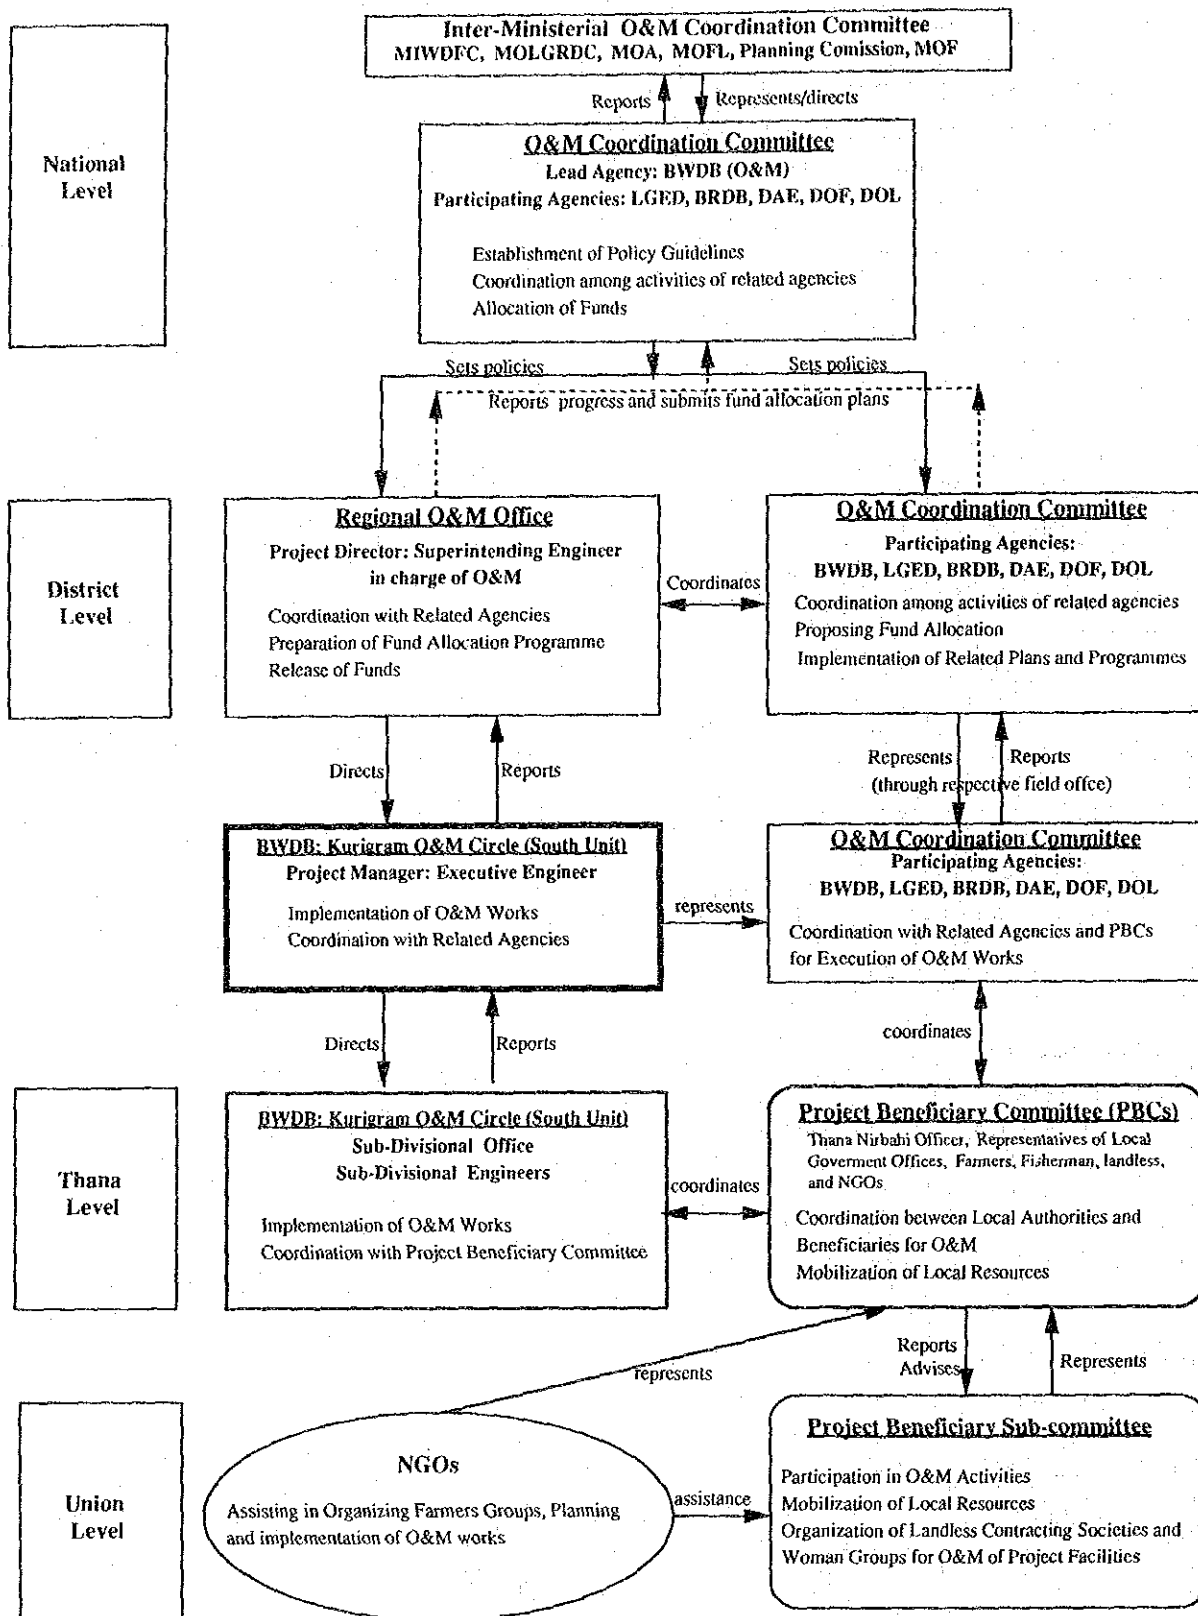 Inter-Ministerial O&M Coordination Committee
MIWDFC, MOLGRDC, MOA, MOFL, Planning Comission, MOF
Reports
Represents/directs
National
Level
O&M Coordination Committee
Lead Agency: BWDB (O&M)
Participating Agencies: LGED, BRDB, DAE, DOF, DOL
Establishment of Policy Guidelines
Coordination among activities of related agencies
Allocation of Funds
Sets policies
Sets policies
Reports progress and submits fund allocation plans
District
Level
Regional O&M Office
Project Director: Superintending Engineer
in charge of O&M
Coordination with Related Agencies
Preparation of Fund Allocation Programme
Release of Funds
Coordinates
O&M Coordination Committee
Participating Agencies:
BWDB, LGED, BRDB, DAE, DOF, DOL
Coordination among activities of related agencies
Proposing Fund Allocation
Implementation of Related Plans and Programmes
Directs
Reports
Represents
Reports
(through respective field offce)
BWDB: Kurigram O&M Circle (South Unit)
Project Manager: Executive Engineer
Implementation of O&M Works
Coordination with Related Agencies
represents
O&M Coordination Committee
Participating Agencies:
BWDB, LGED, BRDB, DAE, DOF, DOL
Coordination with Related Agencies and PBCs
for Execution of O&M Works
Directs
Reports
coordinates
Thana
Level
BWDB: Kurigram O&M Circle (South Unit)
Sub-Divisional Office
Sub-Divisional Engineers
Implementation of O&M Works
Coordination with Project Beneficiary Committee
coordinates
Project Beneficiary Committee (PBCs)
Thana Nirbahi Officer, Representatives of Local
Goverment Offices, Farmers, Fisherman, landless,
and NGOs
Coordination between Local Authorities and
Beneficiaries for O&M
Mobilization of Local Resources
represents
Reports
Advises
Represents
Union
Level
NGOs
Assisting in Organizing Farmers Groups, Planning
and implementation of O&M works
assistance
Project Beneficiary Sub-committee
Participation in O&M Activities
Mobilization of Local Resources
Organization of Landless Contracting Societies and
Woman Groups for O&M of Project Facilities